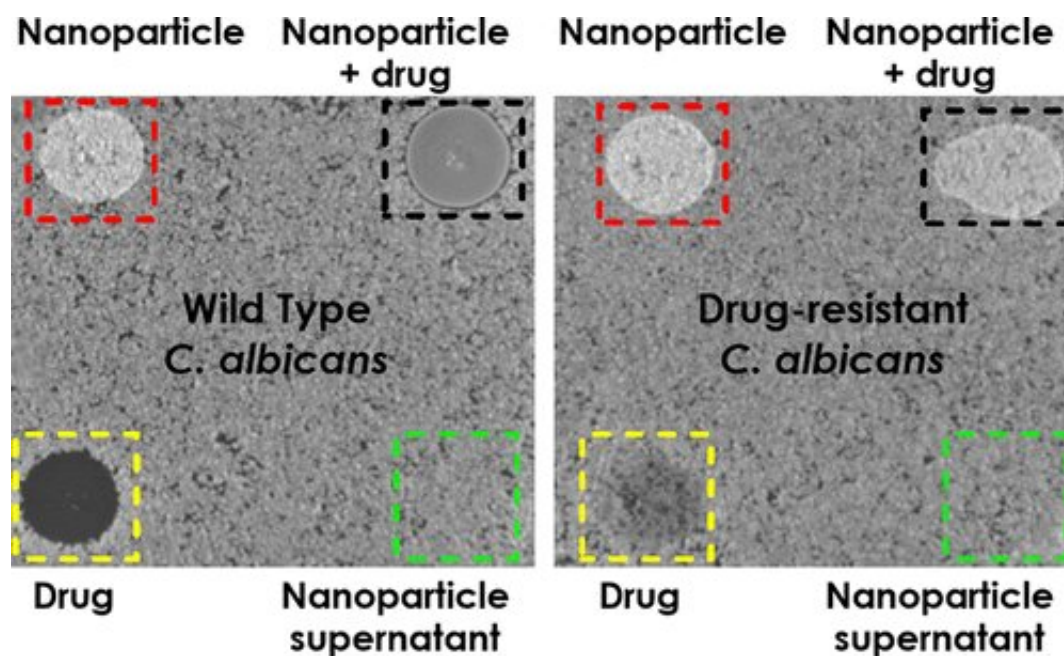 Nanoparticle
Nanoparticle
+ drug
Nanoparticle
Nanoparticle
+ drug
Wild Type
C. albicans
Drug-resistant
C. albicans
Drug
Nanoparticle
supernatant
Drug
Nanoparticle
supernatant